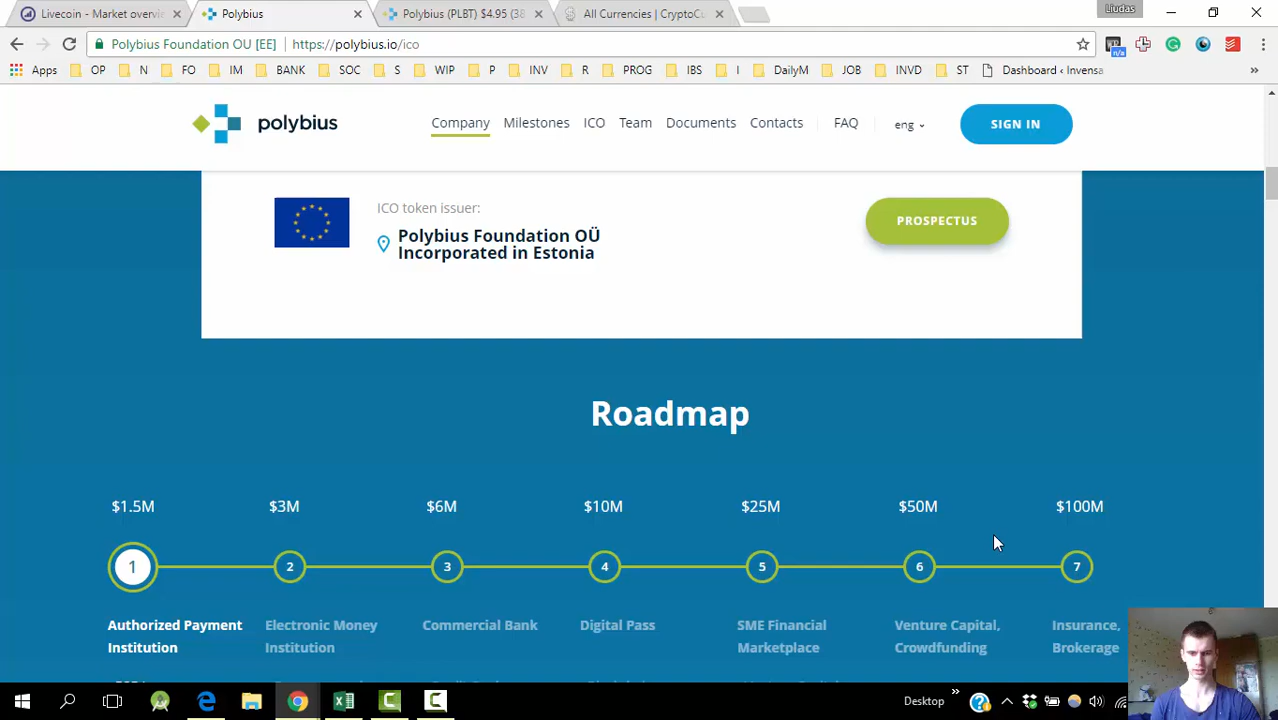 Liudas
Livecoin - Market overvi
Polybius
Polybius (PLBT) $4.95 (38
All Currencies | CryptoCu
Polybius Foundation OU [EE]
https://polybius.io/ico
n/a
Apps OP N FO IM BANK SOC S WIP P INV R PROG IBS I DailyM JOB INVD ST Dashboard ‹ Invensa »
polybius
Company Milestones ICO Team Documents Contacts FAQ eng SIGN IN
ICO token issuer:
Polybius Foundation OÜ
Incorporated in Estonia
PROSPECTUS
Roadmap
$1.5M $3M $6M $10M $25M $50M $100M
1 2 3 4 5 6 7
Authorized Payment
Institution
Electronic Money
Institution
Commercial Bank
Digital Pass
SME Financial
Marketplace
Venture Capital,
Crowdfunding
Insurance,
Brokerage
Desktop »